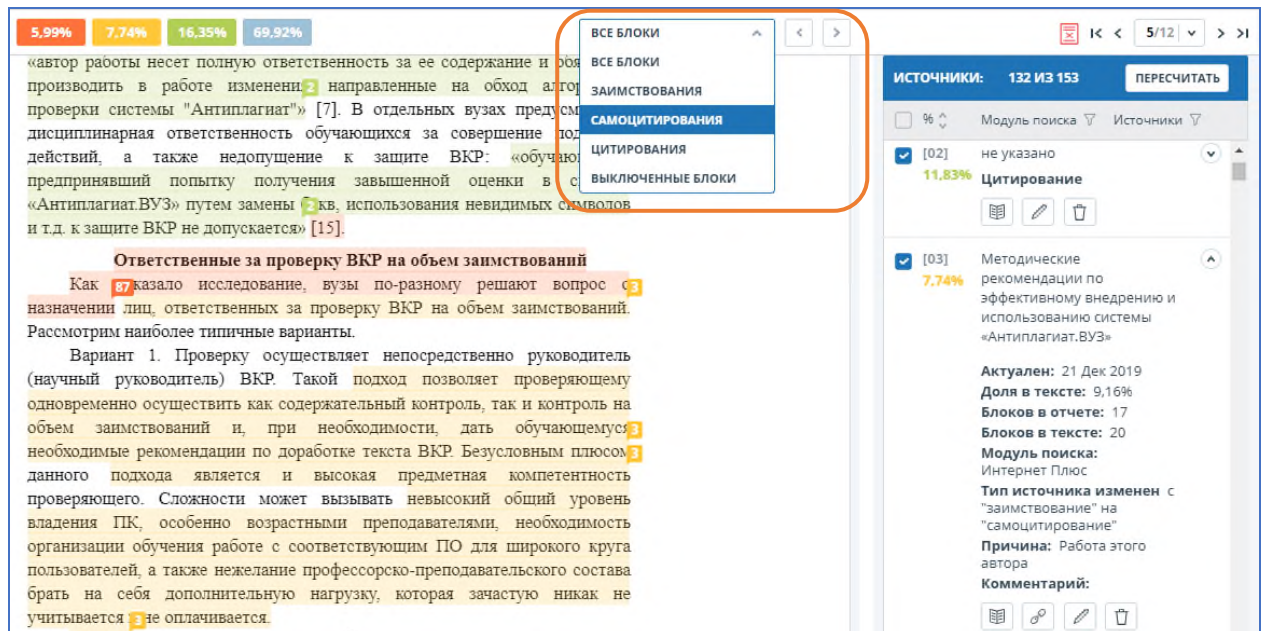 5,99% 7,74% 16,35% 69,92%
ВСЕ БЛОКИ
ВСЕ БЛОКИ
ЗАИМСТВОВАНИЯ
САМОЦИТИРОВАНИЯ
ЦИТИРОВАНИЯ
ВЫКЛЮЧЕННЫЕ БЛОКИ
5/12
«автор работы несет полную ответственность за ее содержание и
производить в работе 2 направленные на обход
проверки системы "Антиплагиат"» [7]. В отдельных вузах
дисциплинарная ответственность обучающихся за совершение
действий, а также недопущение к защите ВКР:
предпринявший попытку получения завышенной оценки в
«Антиплагиат.ВУЗ» путем замены 2 использования невидимых символов
и т.д. к защите ВКР не допускается» [15].
Ответственные за проверку ВКР на объем заимствований
Как 87 казало исследование, вузы по-разному решают вопрос 3
назначении лиц, ответственных за проверку ВКР на объем заимствований.
Рассмотрим наиболее типичные варианты.
Вариант 1. Проверку осуществляет непосредственно руководитель
(научный руководитель) ВКР. Такой подход позволяет проверяющему
одновременно осуществить как содержательный контроль, так и контроль на
объем заимствований и, при необходимости, дать обучающемуся 3
необходимые рекомендации по доработке текста ВКР. Безусловным плюсом 3
данного подхода является и высокая предметная компетентность
проверяющего. Сложности может вызывать невысокий общий уровень
владения ПК, особенно возрастными преподавателями, необходимость
организации обучения работе с соответствующим ПО для широкого круга
пользователей, а также нежелание профессорско-преподавательского состава
брать на себя дополнительную нагрузку, которая зачастую никак не
учитывается 3 не оплачивается.
ИСТОЧНИКИ: 132 ИЗ 153 ПЕРЕСЧИТАТЬ
% Модуль поиска Источники
[02] не указано
11,83% Цитирование
[03] Методические
7,74% рекомендации по
эффективному внедрению и
использованию системы
«Антиплагиат.ВУЗ»
Актуален: 21 Дек 2019
Доля в тексте: 9,16%
Блоков в отчете: 17
Блоков в тексте: 20
Модуль поиска:
Интернет Плюс
Тип источника изменен с
"заимствование" на
"самоцитирование"
Причина: Работа этого
автора
Комментарий: